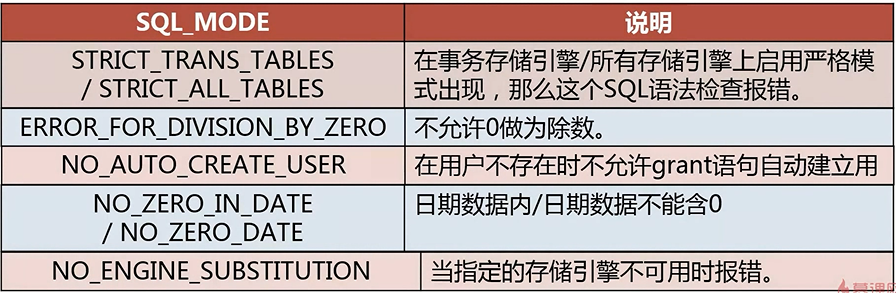 SQL_MODE
说明
STRICT_TRANS_TABLES
/ STRICT_ALL_TABLES
在事务存储引擎/所有存储引擎上启用严格模
式出现，那么这个SQL语法检查报错。
ERROR_FOR_DIVISION_BY_ZERO
不允许0做为除数。
NO_AUTO_CREATE_USER
在用户不存在时不允许grant语句自动建立用
NO_ZERO_IN_DATE
/ NO_ZERO_DATE
日期数据内/日期数据不能含0
NO_ENGINE_SUBSTITUTION
当指定的存储引擎不可用时报错。